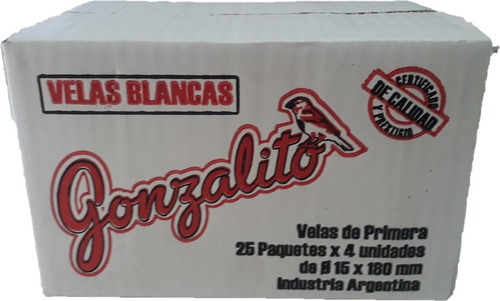 VELAS BLANCAS
CERTIFICADO
DE CALIDAD
Y PRESTIGIO
Gonzalito
Velas de Primera
25 Paquetes x 4 unidades
de Ø 15 x 180 mm
Industria Argentina